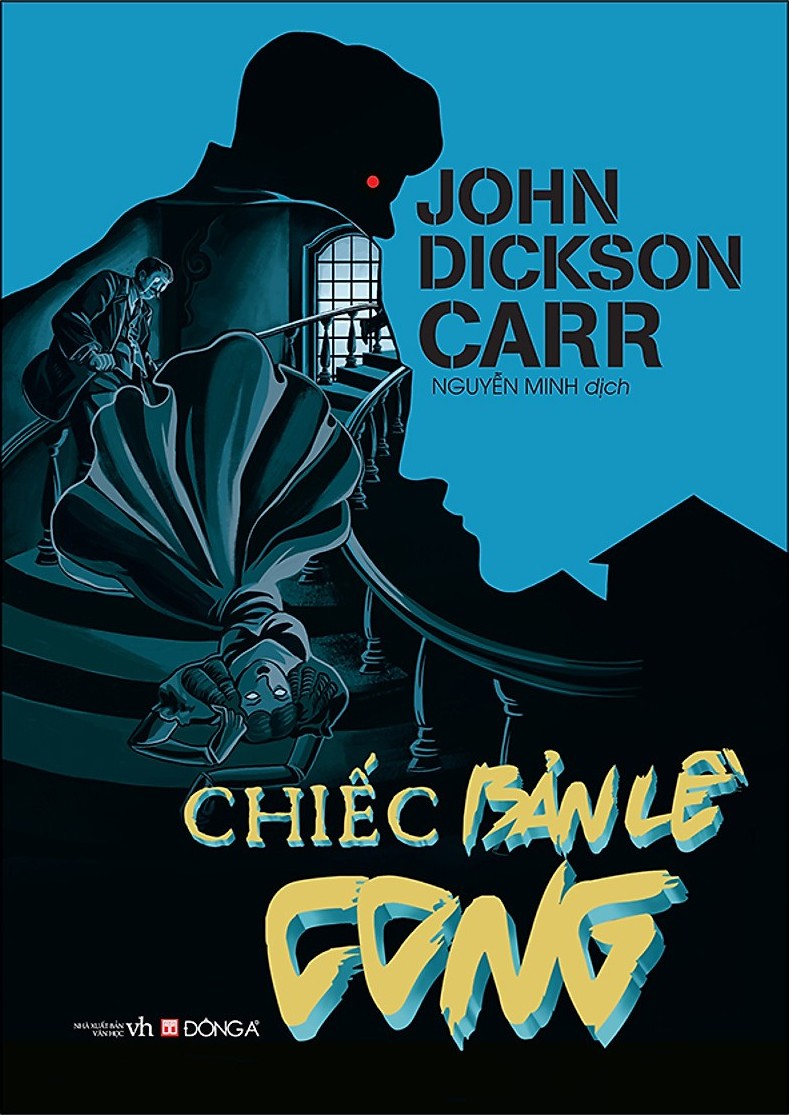 JOHN
DICKSON
CARR
NGUYỄN MINH dịch
CHIẾC BẢN LỀ
CONG
NHÀ XUẤT BẢN
VĂN HỌC vh ĐÔNG A